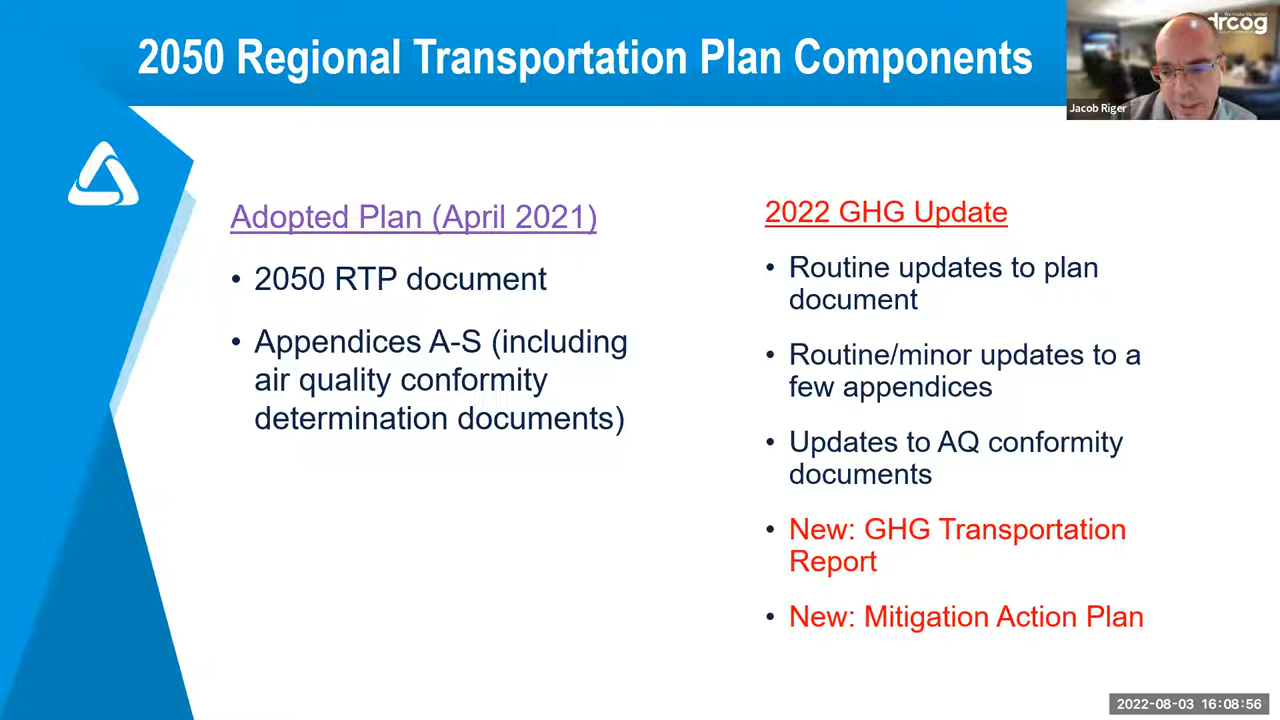 2050 Regional Transportation Plan Components
drcog
Jacob Riger
Adopted Plan (April 2021)
• 2050 RTP document
• Appendices A-S (including
air quality conformity
determination documents)
2022 GHG Update
• Routine updates to plan
document
• Routine/minor updates to a
few appendices
• Updates to AQ conformity
documents
• New: GHG Transportation
Report
• New: Mitigation Action Plan
2022-08-03 16:08:56